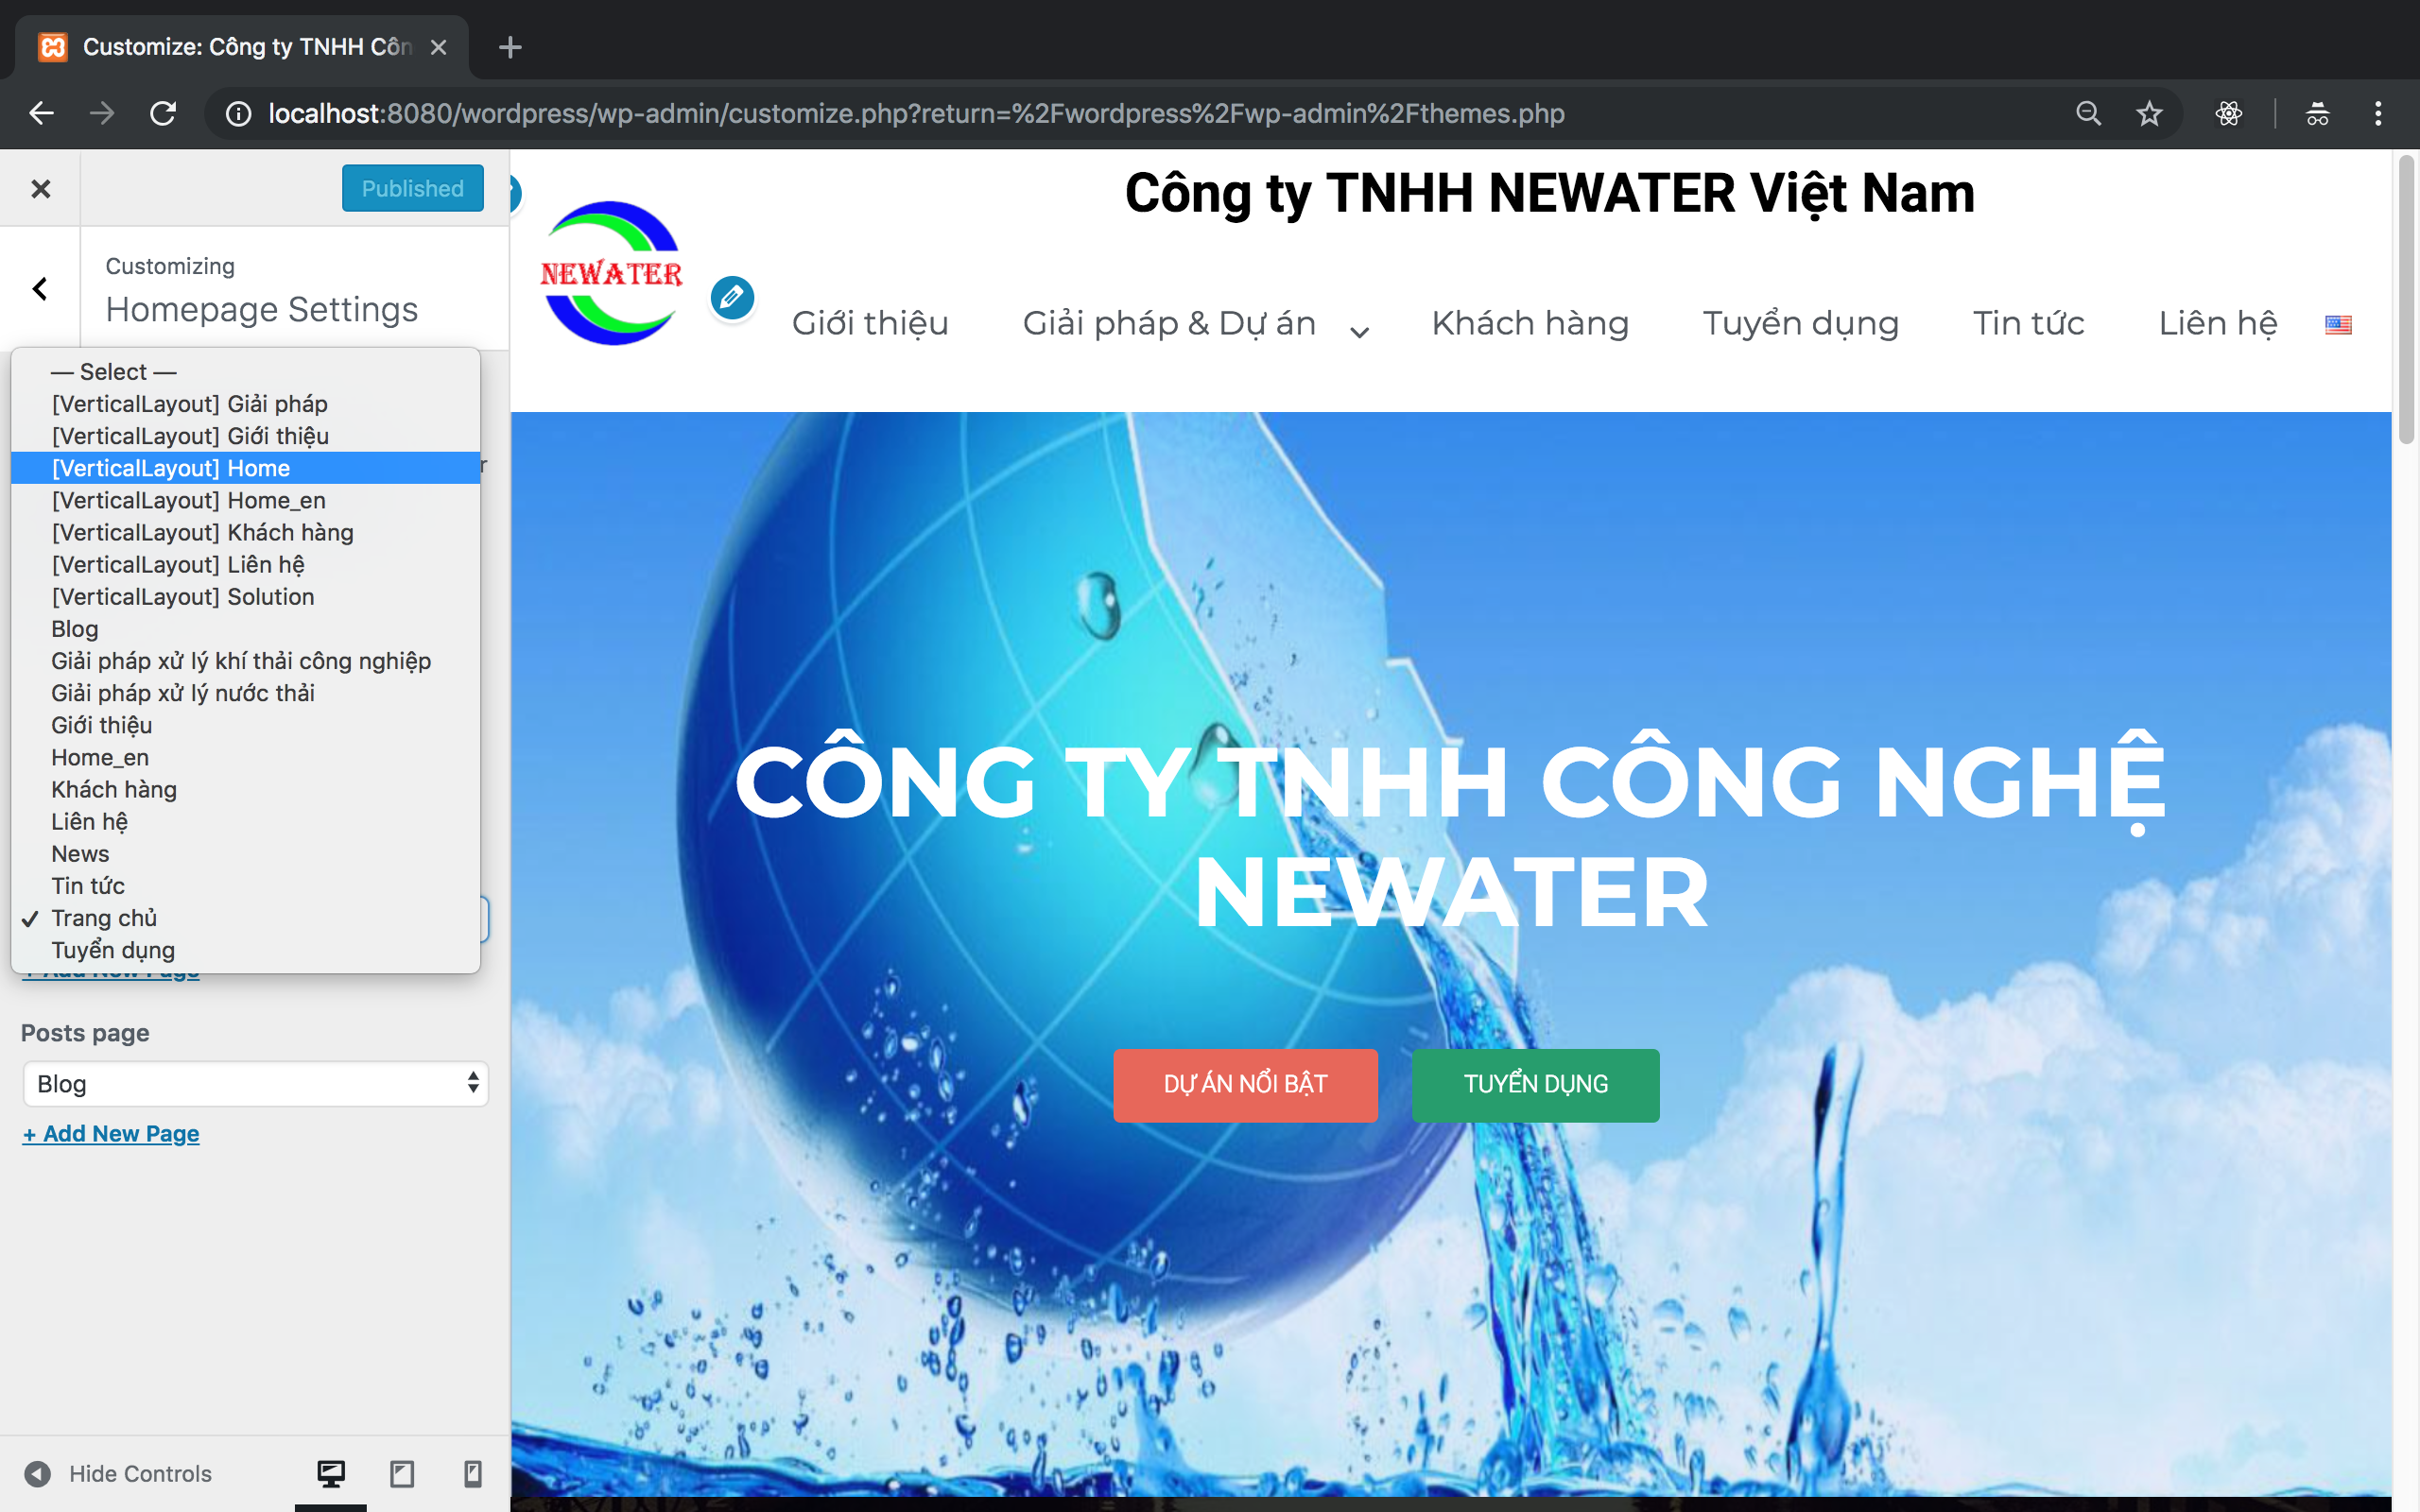 Customize: Công ty TNHH Côn
localhost:8080/wordpress/wp-admin/customize.php?return=%2Fwordpress%2Fwp-admin%2Fthemes.php
Published
Customizing
Homepage Settings
— Select —
[VerticalLayout] Giải pháp
[VerticalLayout] Giới thiệu
[VerticalLayout] Home
[VerticalLayout] Home_en
[VerticalLayout] Khách hàng
[VerticalLayout] Liên hệ
[VerticalLayout] Solution
Blog
Giải pháp xử lý khí thải công nghiệp
Giải pháp xử lý nước thải
Giới thiệu
Home_en
Khách hàng
Liên hệ
News
Tin tức
✓ Trang chủ
Tuyển dụng
+ Add New Page
Posts page
Blog
+ Add New Page
Hide Controls
Công ty TNHH NEWATER Việt Nam
NEWATER
Giới thiệu Giải pháp & Dự án Khách hàng Tuyển dụng Tin tức Liên hệ
CÔNG TY TNHH CÔNG NGHỆ
NEWATER
DỰ ÁN NỔI BẬT TUYỂN DỤNG